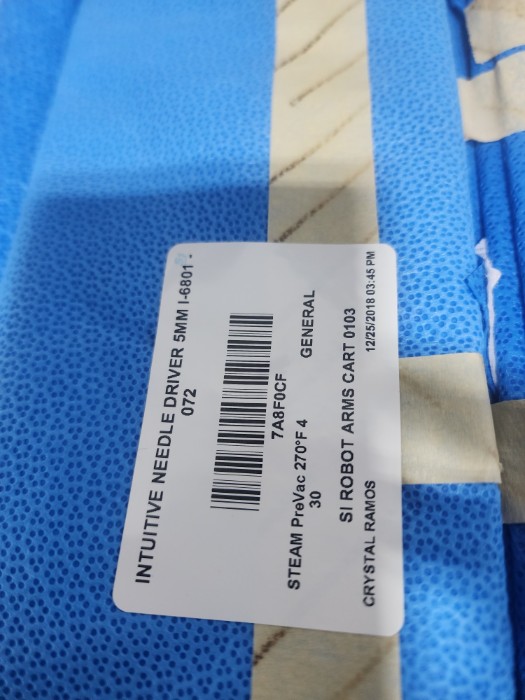 INTUITIVE NEEDLE DRIVER 5MM I-6801 -
072
7A8F0CF
STEAM PreVac 270°F 4
30
GENERAL
SI ROBOT ARMS CART 0103
CRYSTAL RAMOS
12/25/2018 03:45 PM